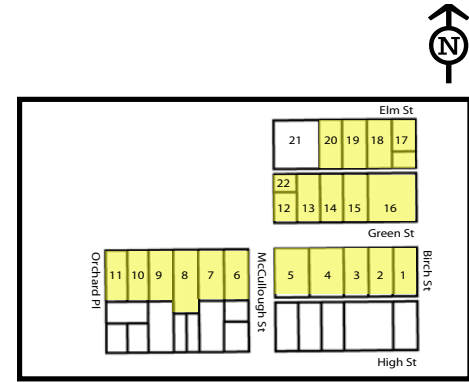 N
Elm St
21 20 19 18 17
22
12 13 14 15 16
Green St
Orchard Pl
11 10 9 8 7 6
McCullough St
5 4 3 2 1
Birch St
High St